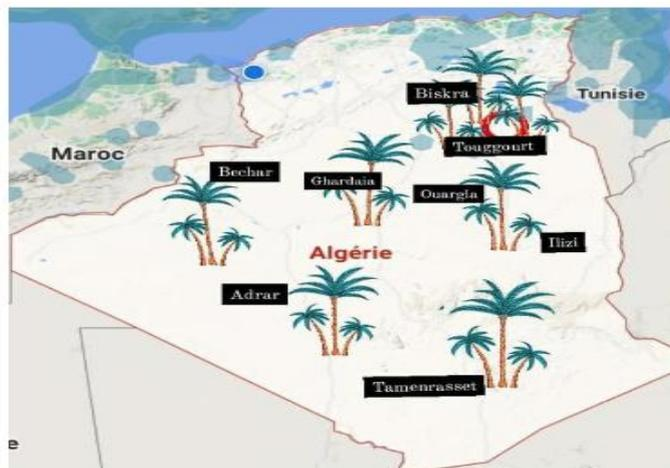 Biskra
Tunisie
Maroc
Touggourt
Bechar
Ghardaia
Ouargla
Ilizi
Algérie
Adrar
Tamenrasset
e